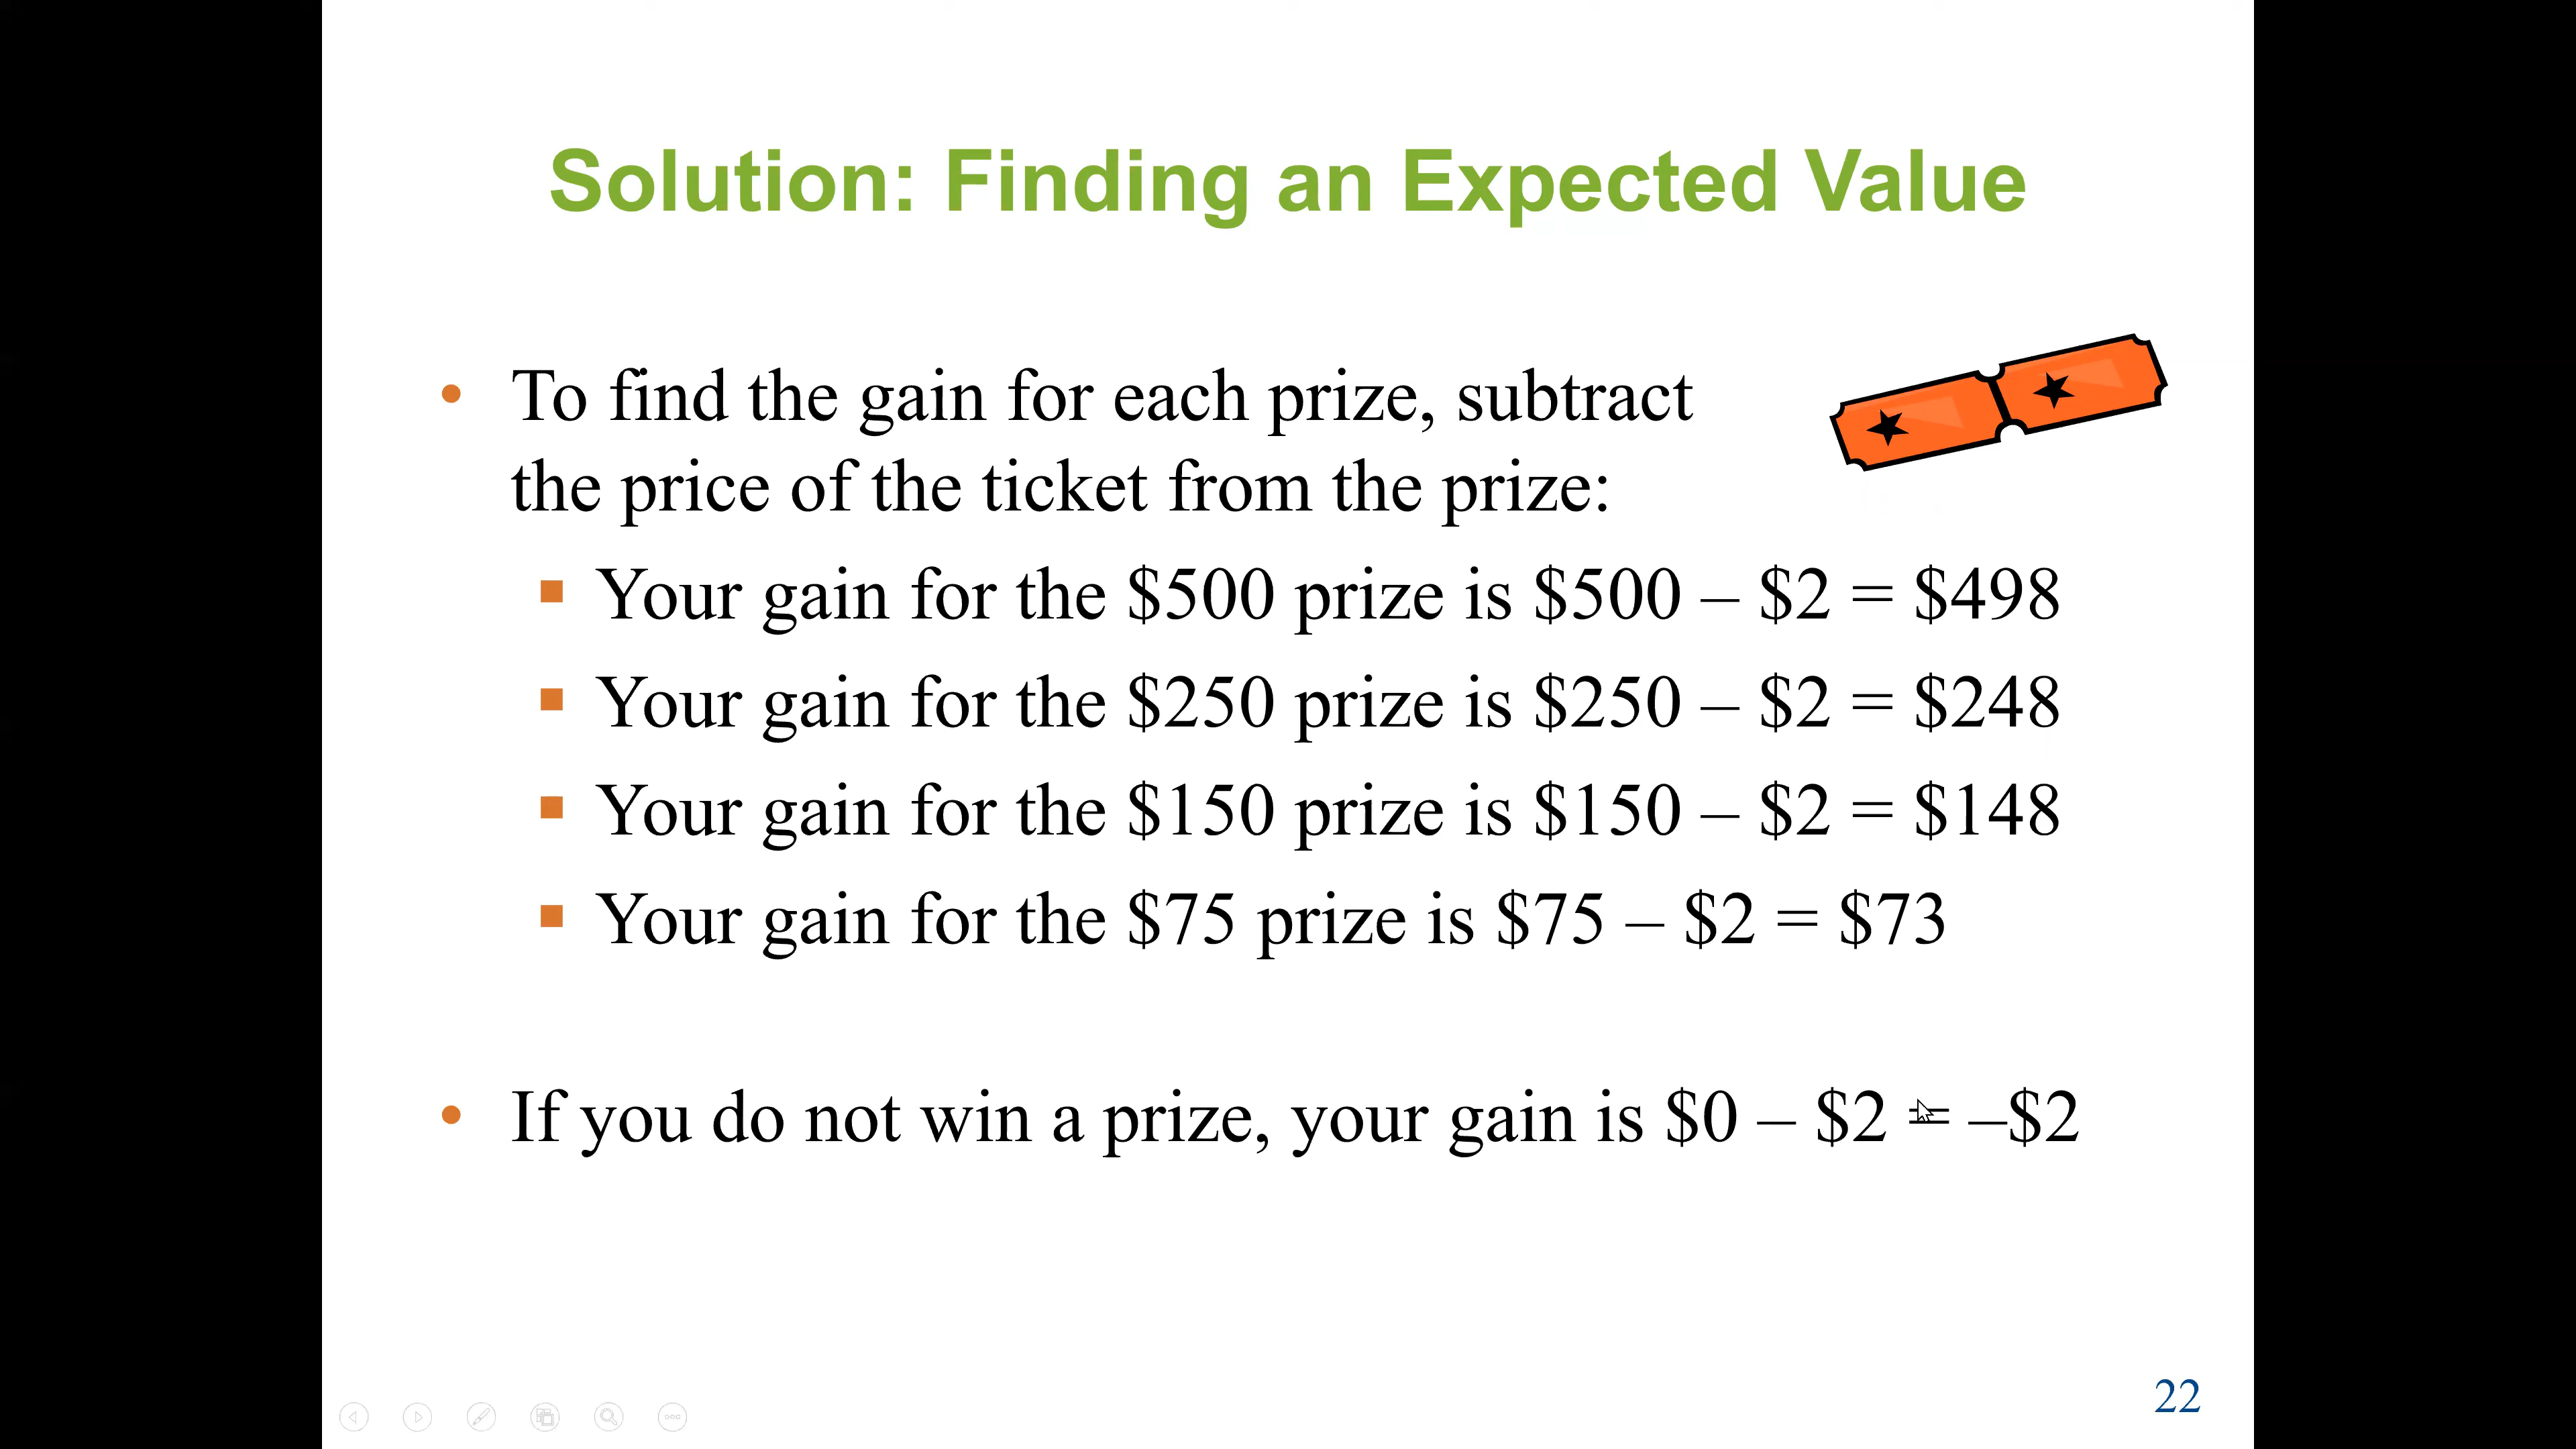 Solution: Finding an Expected Value
• To find the gain for each prize, subtract
the price of the ticket from the prize:
▪ Your gain for the $500 prize is $500 – $2 = $498
▪ Your gain for the $250 prize is $250 – $2 = $248
▪ Your gain for the $150 prize is $150 – $2 = $148
▪ Your gain for the $75 prize is $75 – $2 = $73
• If you do not win a prize, your gain is $0 – $2 = –$2
22